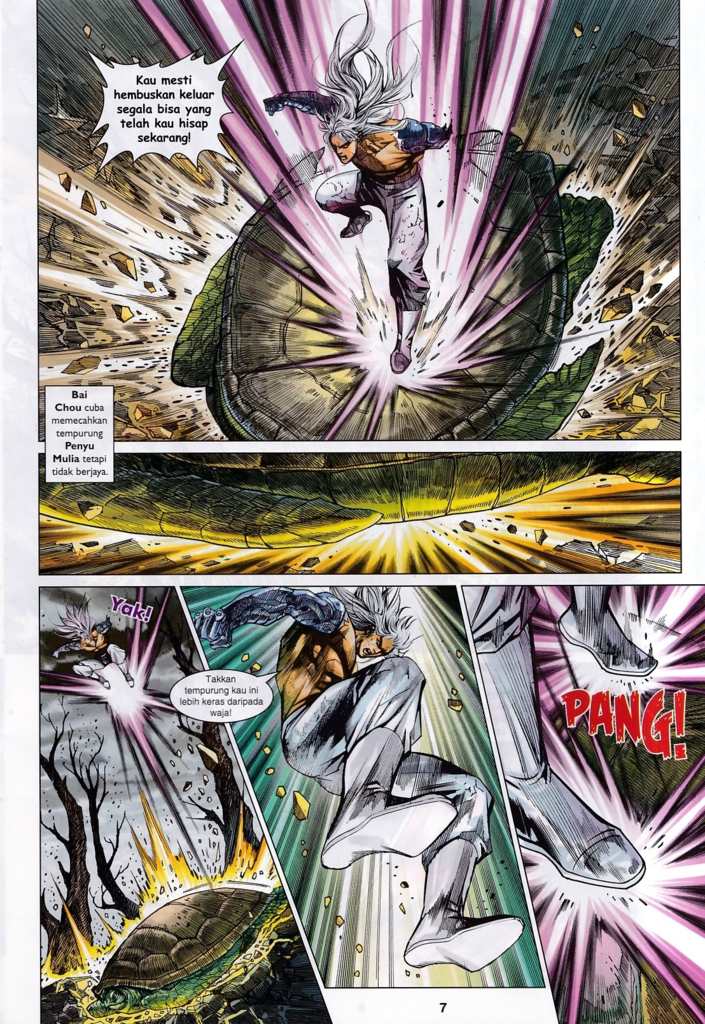 Kau mesti
hembuskan keluar
segala bisa yang
telah kau hisap
sekarang!
Bai
Chou cuba
memecahkan
tempurung
Penyu
Mulia tetapi
tidak berjaya.
Yak!
Takkan
tempurung kau ini
lebih keras daripada
waja!
PANG!
7